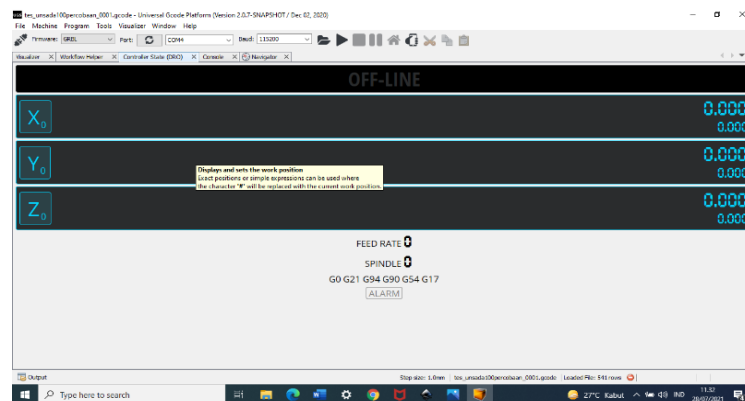 tes_unsada100percobaan_0001.gcode - Universal Gcode Platform (Version 2.0.7-SNAPSHOT / Dec 02, 2020)
File Machine Program Tools Visualizer Window Help
Firmware: GRBL Port: COM4 Baud: 115200
Visualizer Workflow Helper Controller State (DRO) Console Navigator
OFF-LINE
X0 0.000
0.000
Y0 0.000
0.000
Displays and sets the work position
Exact positions or simple expressions can be used where
the character '#' will be replaced with the current work position.
Z0 0.000
0.000
FEED RATE 0
SPINDLE 0
G0 G21 G94 G90 G54 G17
ALARM
Output Step size: 1.0mm tes_unsada100percobaan_0001.gcode Loaded File: 541 rows
Type here to search 27°C Kabut IND 11.32
28/07/2021